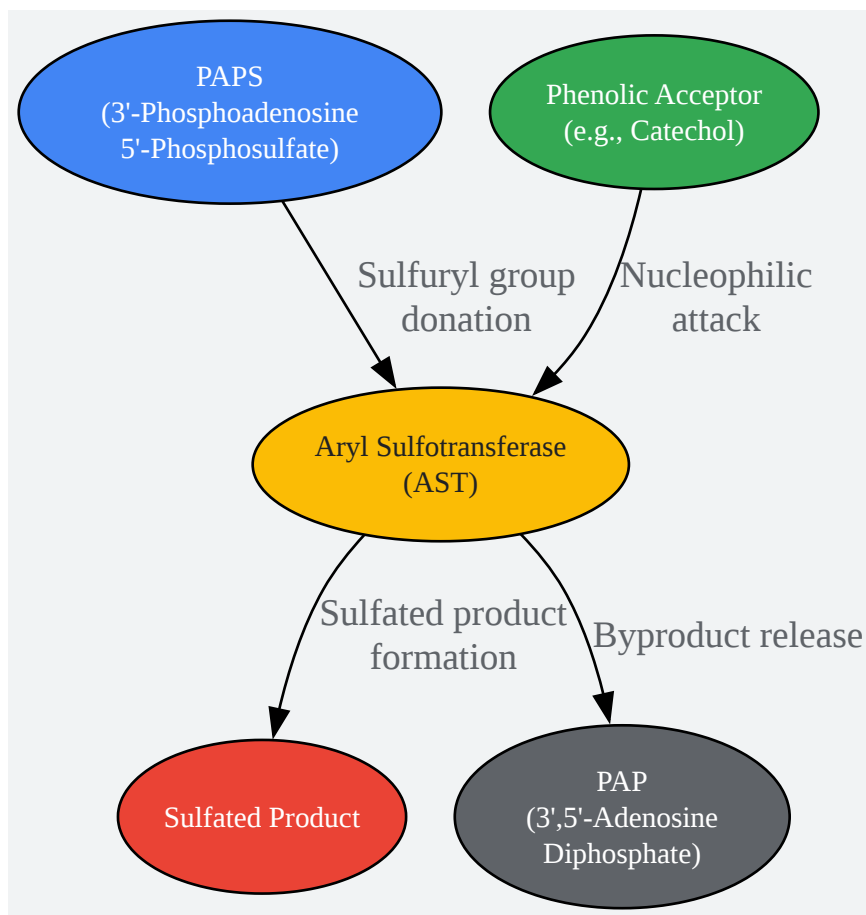 PAPS
(3'-Phosphoadenosine
5'-Phosphosulfate)
Phenolic Acceptor
(e.g., Catechol)
Sulfuryl group
donation
Nucleophilic
attack
Aryl Sulfotransferase
(AST)
Sulfated product
formation
Byproduct release
Sulfated Product
PAP
(3',5'-Adenosine
Diphosphate)